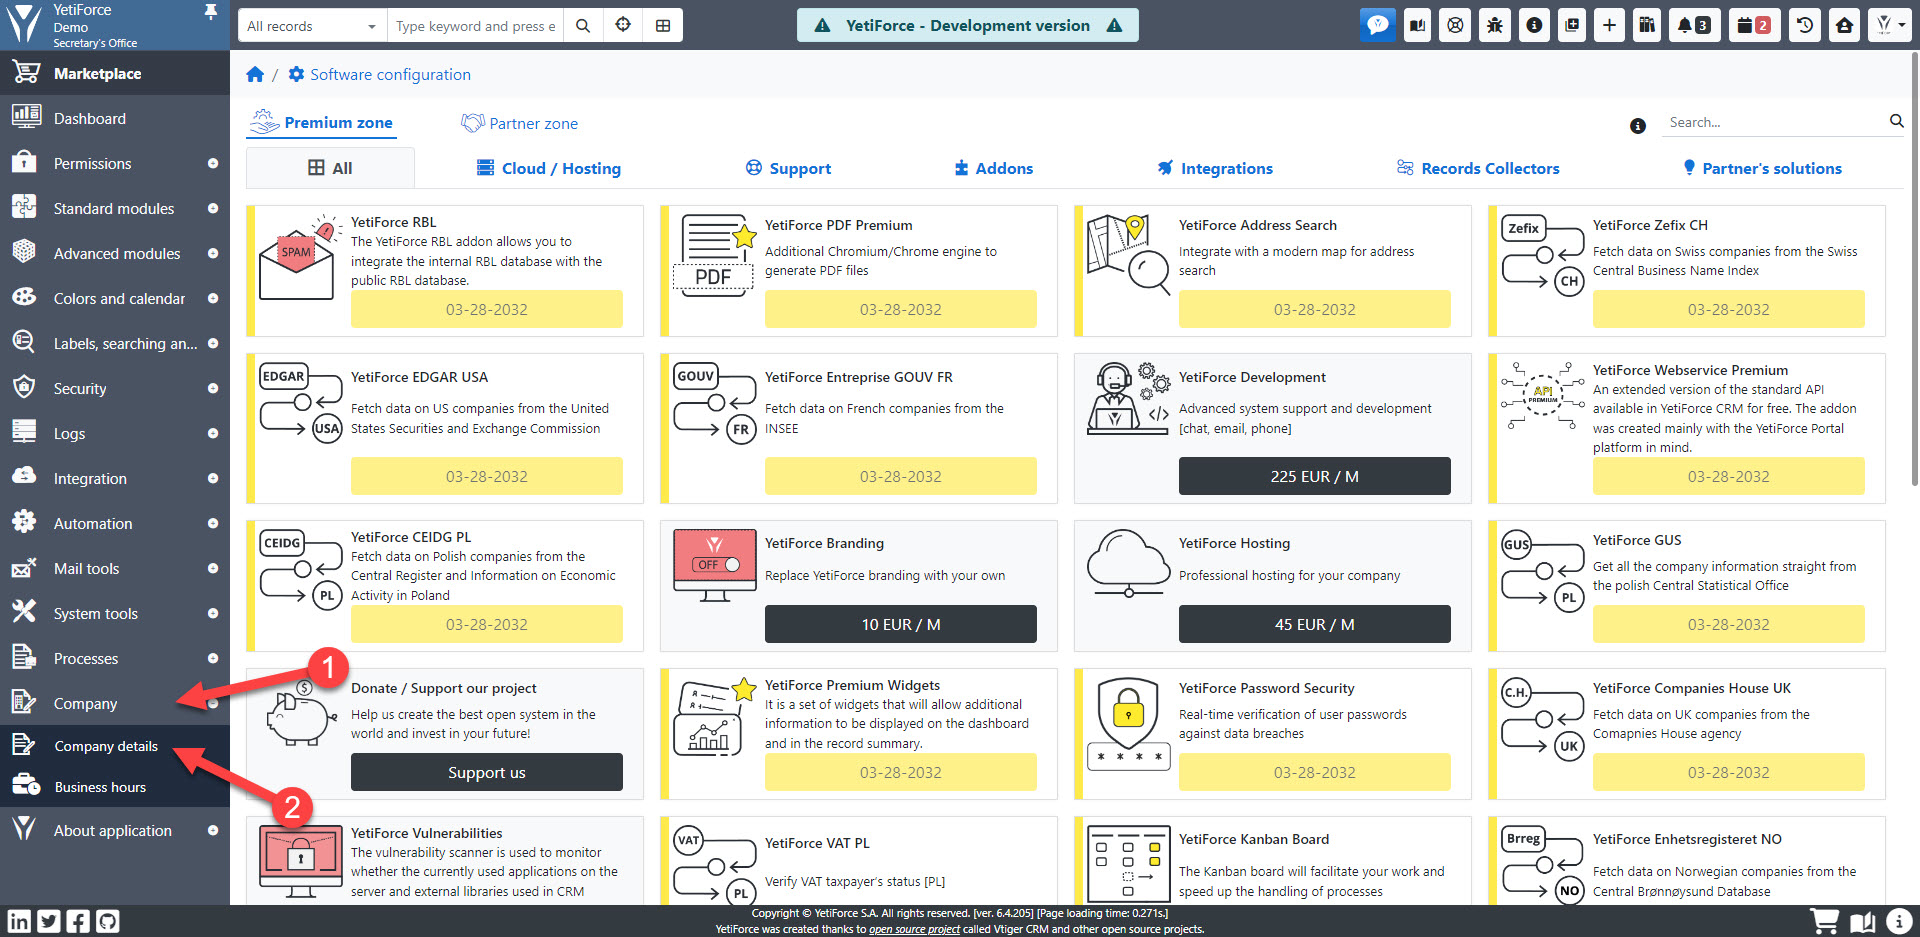 YetiForce
Demo
Secretary's Office
All records
Type keyword and press e
YetiForce - Development version
3
2
Marketplace
Dashboard
Permissions
Standard modules
Advanced modules
Colors and calendar
Labels, searching an...
Security
Logs
Integration
Automation
Mail tools
System tools
Processes
Company
Company details
Business hours
About application
1
2
/ Software configuration
Premium zone
Partner zone
Search...
All
Cloud / Hosting
Support
Addons
Integrations
Records Collectors
Partner's solutions
SPAM
YetiForce RBL
The YetiForce RBL addon allows you to
integrate the internal RBL database with the
public RBL database.
03-28-2032
PDF
YetiForce PDF Premium
Additional Chromium/Chrome engine to
generate PDF files
03-28-2032
YetiForce Address Search
Integrate with a modern map for address
search
03-28-2032
Zefix
CH
YetiForce Zefix CH
Fetch data on Swiss companies from the Swiss
Central Business Name Index
03-28-2032
EDGAR
USA
YetiForce EDGAR USA
Fetch data on US companies from the United
States Securities and Exchange Commission
03-28-2032
GOUV
FR
YetiForce Entreprise GOUV FR
Fetch data on French companies from the
INSEE
03-28-2032
YetiForce Development
Advanced system support and development
[chat, email, phone]
225 EUR / M
API
PREMIUM
YetiForce Webservice Premium
An extended version of the standard API
available in YetiForce CRM for free. The addon
was created mainly with the YetiForce Portal
platform in mind.
03-28-2032
CEIDG
PL
YetiForce CEIDG PL
Fetch data on Polish companies from the
Central Register and Information on Economic
Activity in Poland
03-28-2032
OFF
YetiForce Branding
Replace YetiForce branding with your own
10 EUR / M
YetiForce Hosting
Professional hosting for your company
45 EUR / M
GUS
PL
YetiForce GUS
Get all the company information straight from
the polish Central Statistical Office
03-28-2032
Donate / Support our project
Help us create the best open system in the
world and invest in your future!
Support us
YetiForce Premium Widgets
It is a set of widgets that will allow additional
information to be displayed on the dashboard
and in the record summary.
03-28-2032
* * * *
YetiForce Password Security
Real-time verification of user passwords
against data breaches
03-28-2032
C.H.
UK
YetiForce Companies House UK
Fetch data on UK companies from the
Comapnies House agency
03-28-2032
YetiForce Vulnerabilities
The vulnerability scanner is used to monitor
whether the currently used applications on the
server and external libraries used in CRM
VAT
PL
YetiForce VAT PL
Verify VAT taxpayer's status [PL]
YetiForce Kanban Board
The Kanban board will facilitate your work and
speed up the handling of processes
Brreg
NO
YetiForce Enhetsregisteret NO
Fetch data on Norwegian companies from the
Central Brønnøysund Database
Copyright © YetiForce S.A. All rights reserved. [ver. 6.4.205] [Page loading time: 0.271s.]
YetiForce was created thanks to open source project called Vtiger CRM and other open source projects.